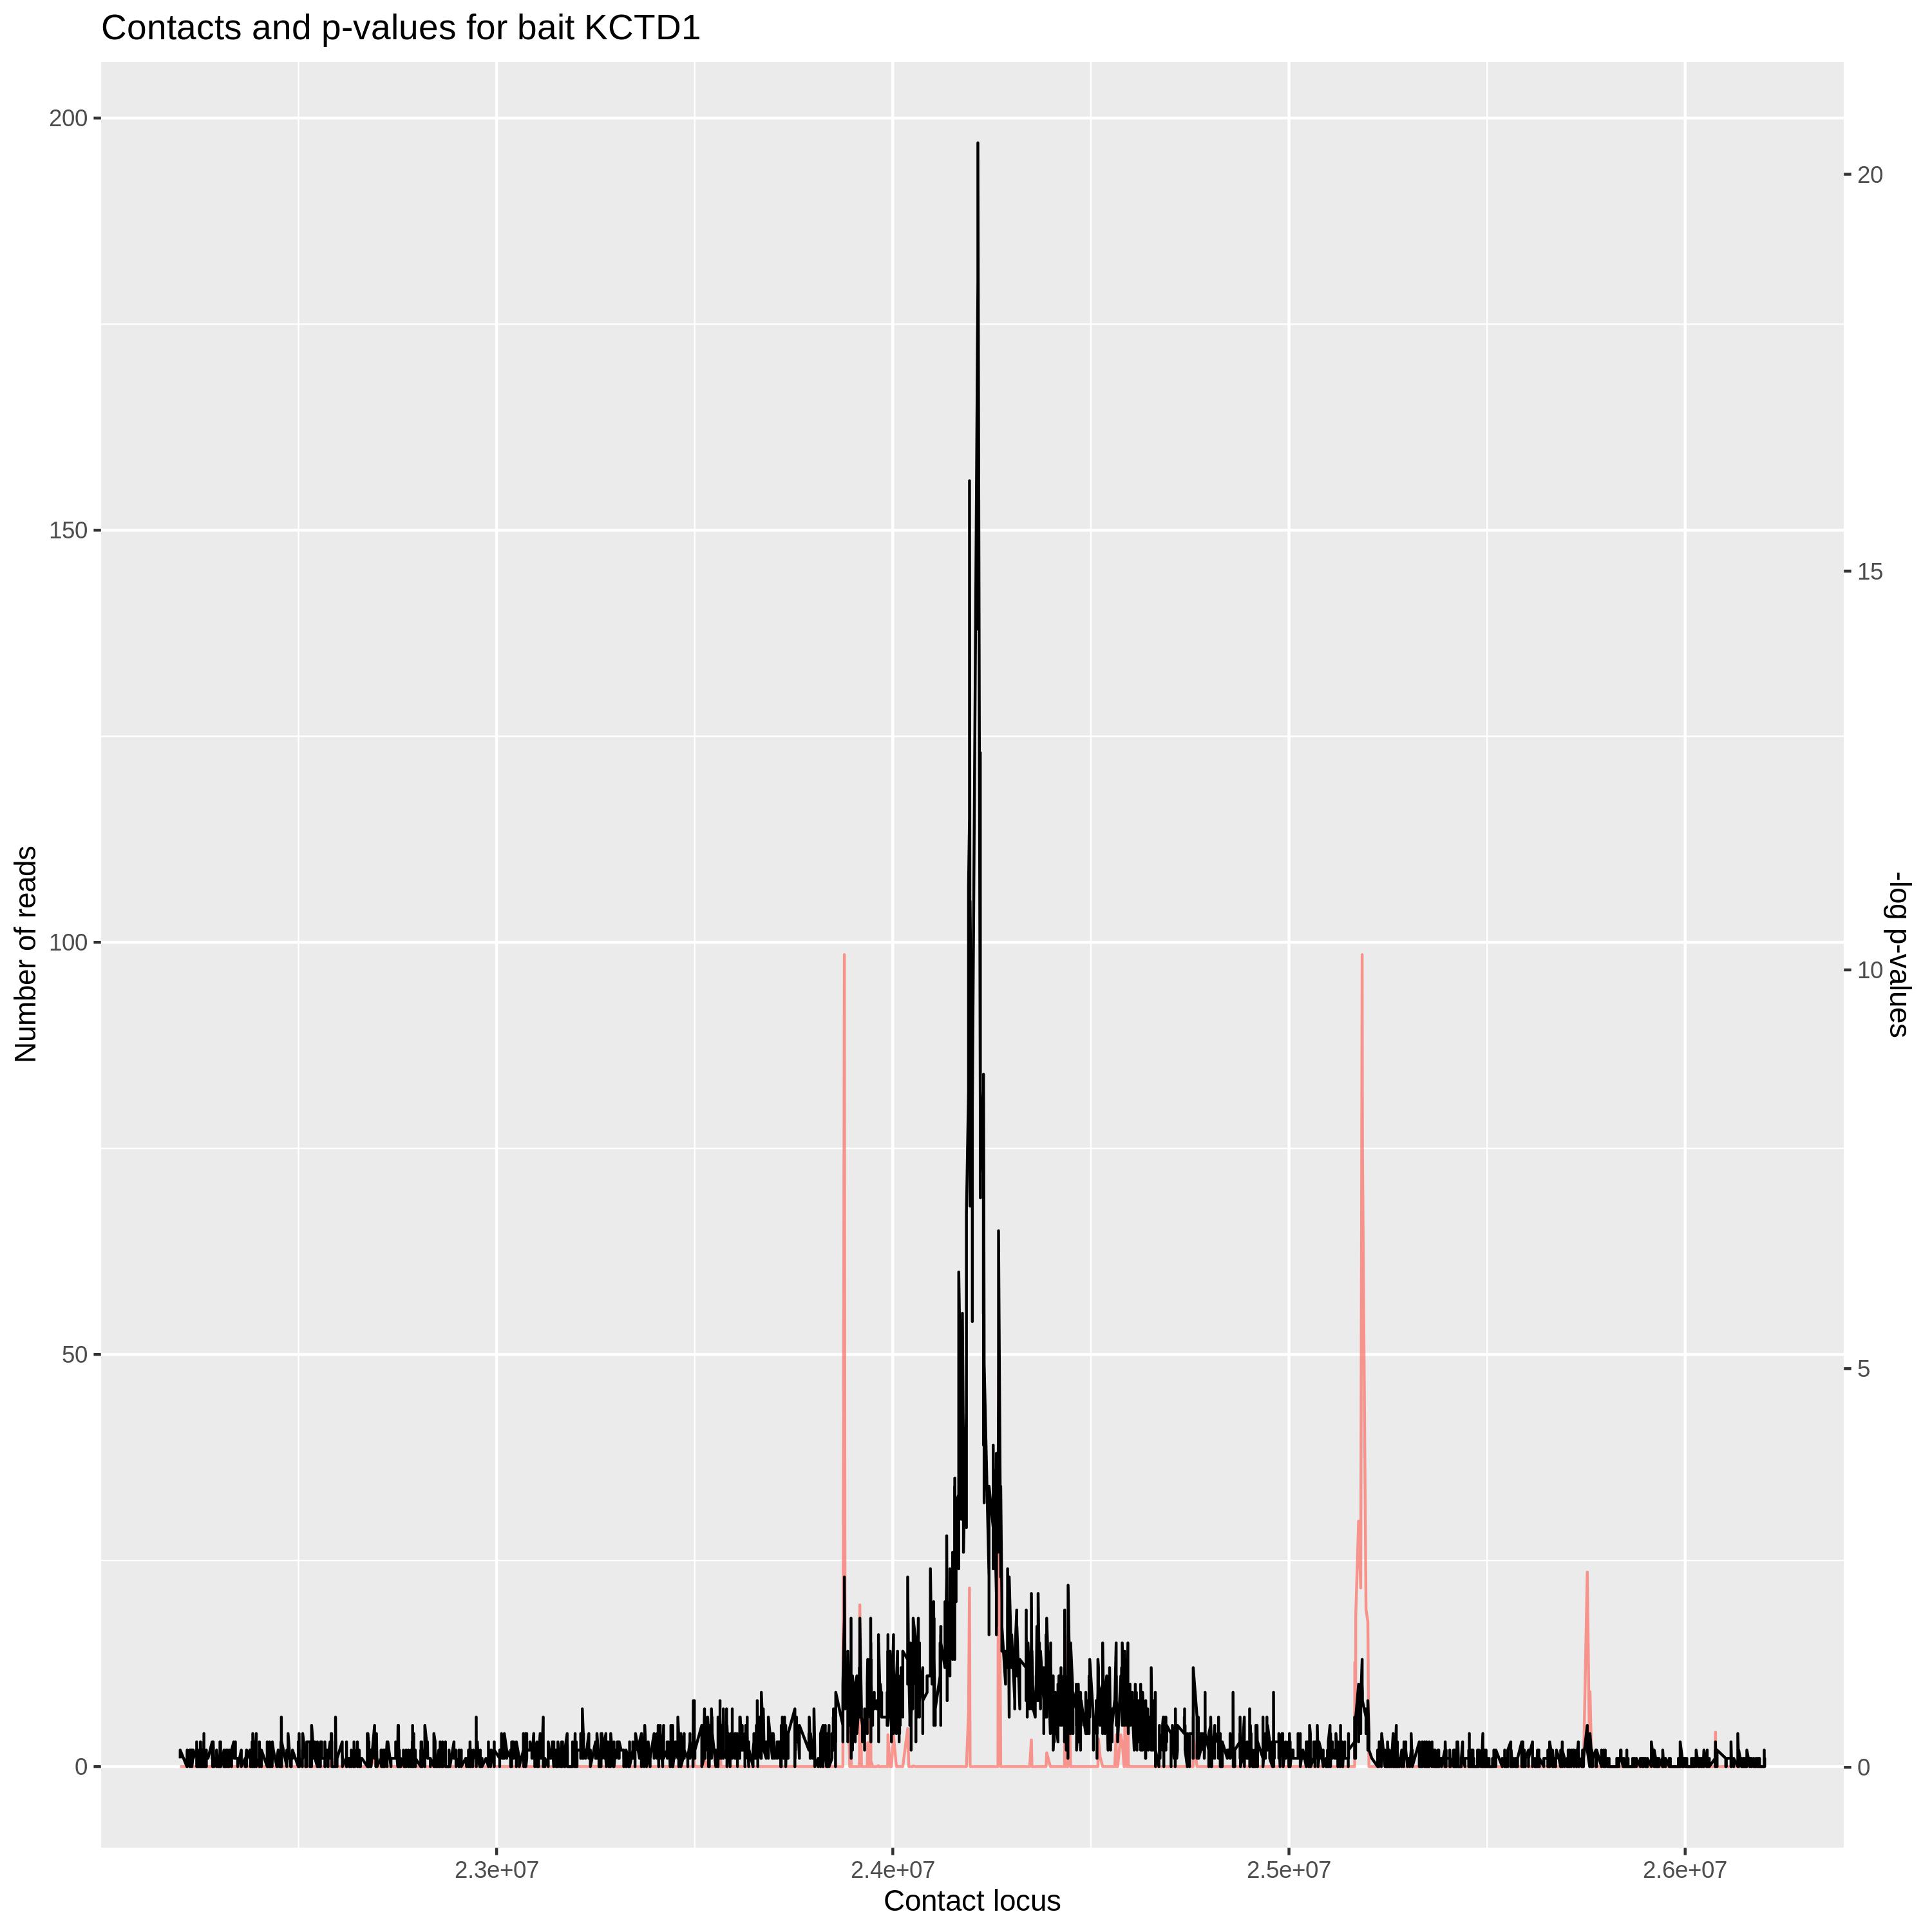 Contacts and p-values for bait KCTD1
200
150
100
50
0
Number of reads
20
15
10
5
0
-log p-values
2.3e+07
2.4e+07
2.5e+07
2.6e+07
Contact locus